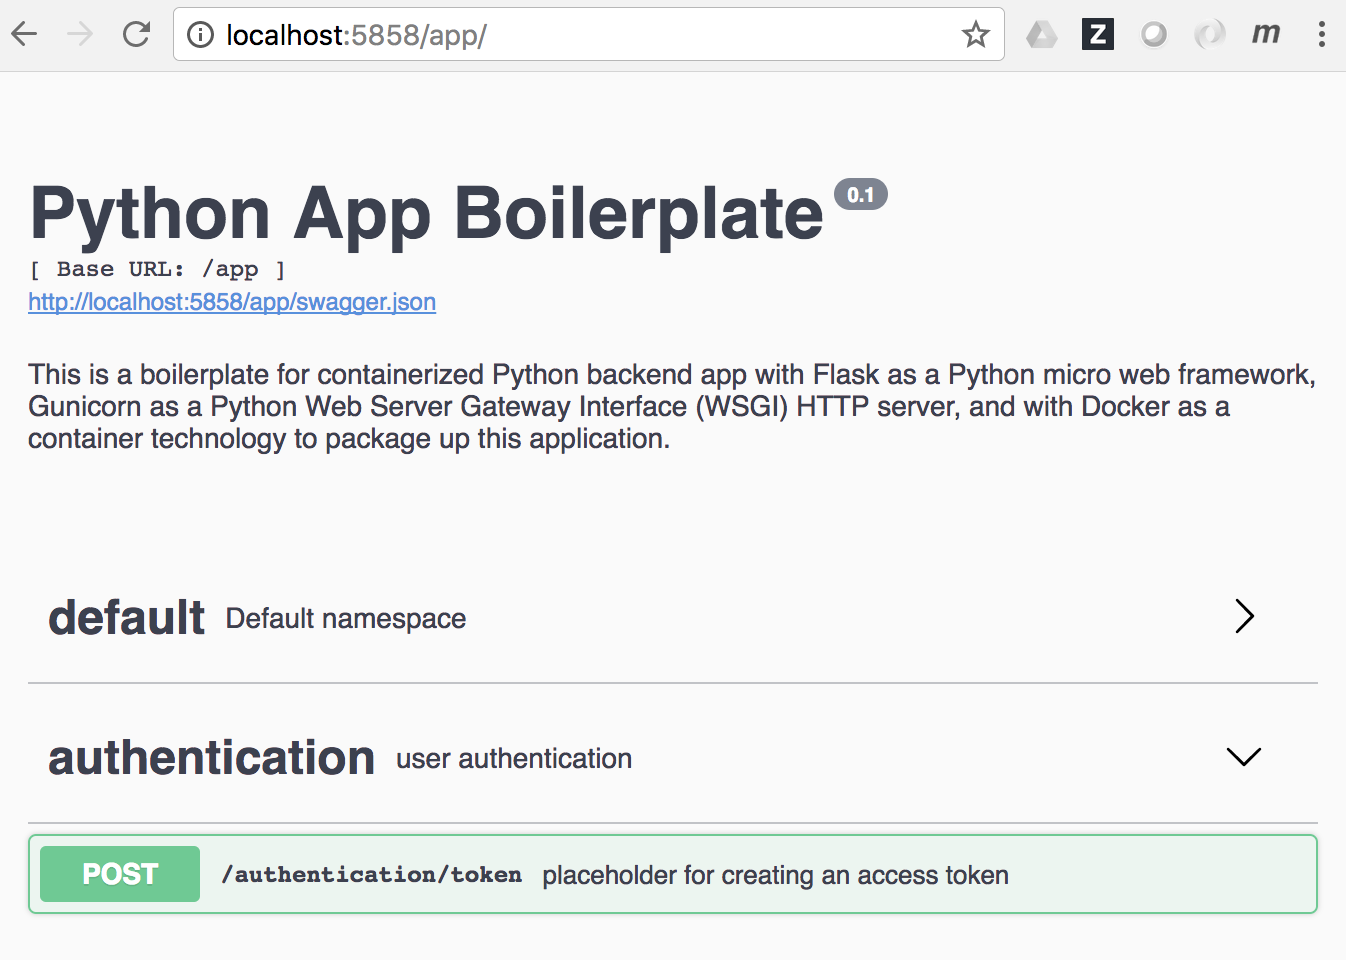 localhost:5858/app/
Z
m
Python App Boilerplate 0.1
[ Base URL: /app ]
http://localhost:5858/app/swagger.json
This is a boilerplate for containerized Python backend app with Flask as a Python micro web framework,
Gunicorn as a Python Web Server Gateway Interface (WSGI) HTTP server, and with Docker as a
container technology to package up this application.
default Default namespace
authentication user authentication
POST /authentication/token placeholder for creating an access token